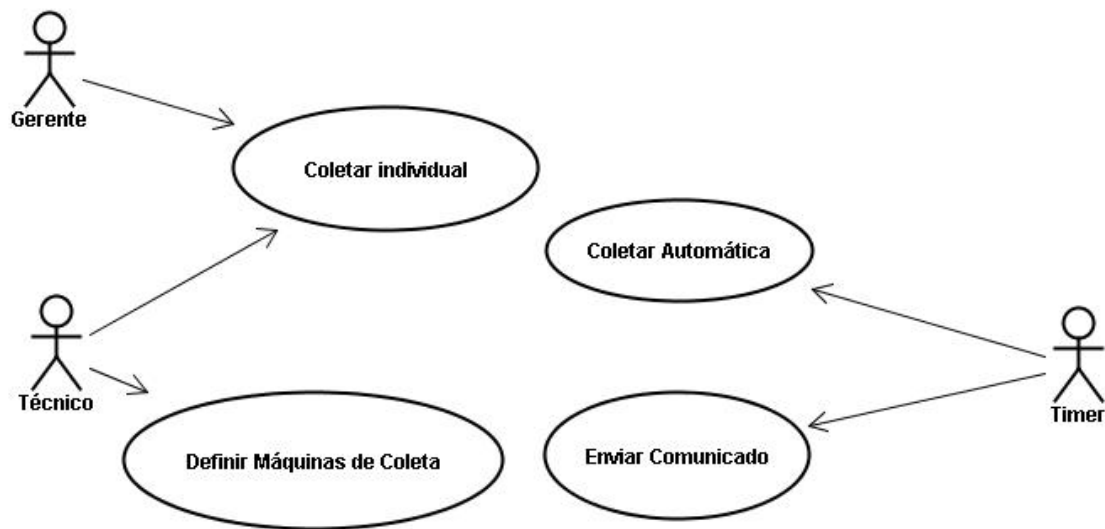 Gerente
Coletar individual
Coletar Automática
Técnico
Timer
Definir Máquinas de Coleta
Enviar Comunicado